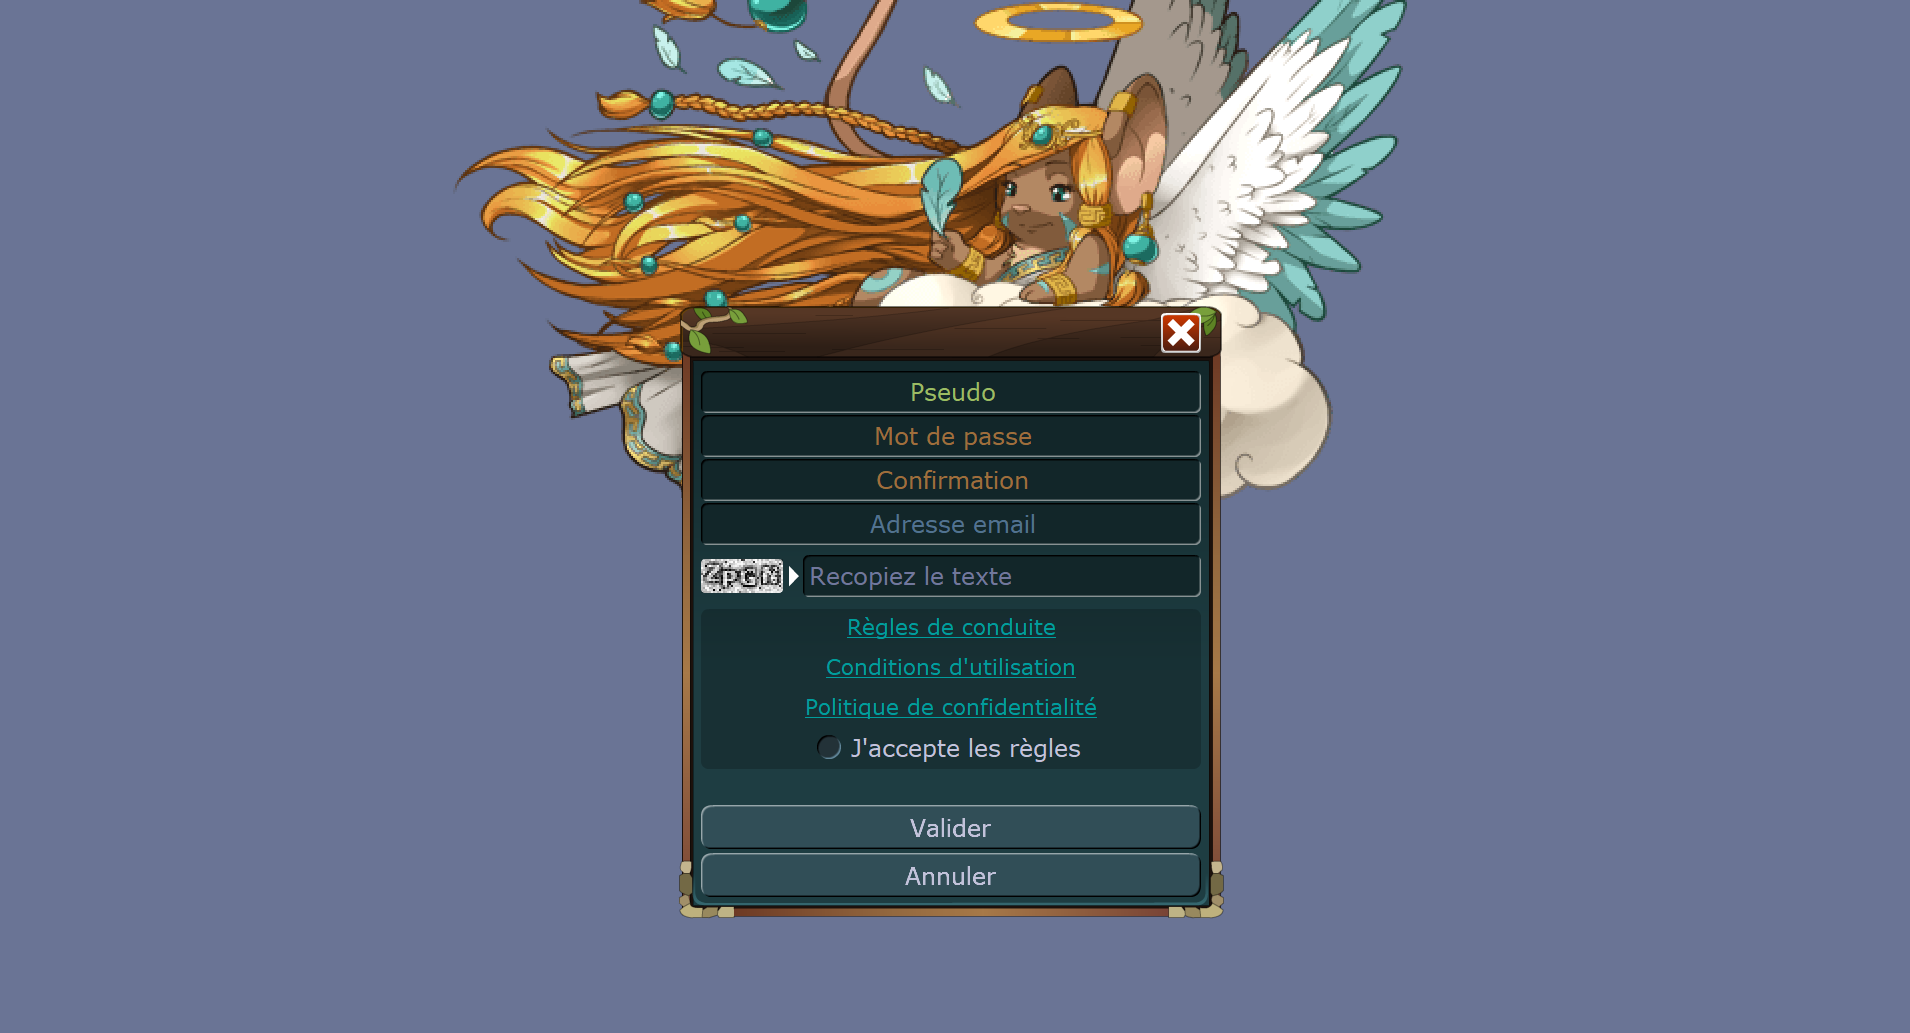 Pseudo
Mot de passe
Confirmation
Adresse email
ZPGM Recopiez le texte
Règles de conduite
Conditions d'utilisation
Politique de confidentialité
J'accepte les règles
Valider
Annuler